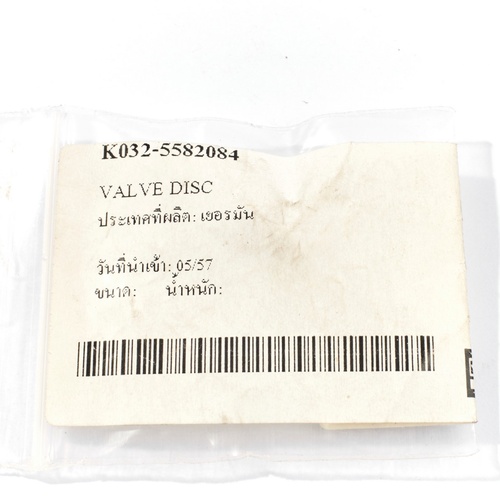 K032-5582084
VALVE DISC
ประเทศที่ผลิต: เยอรมัน
วันที่นำเข้า: 05/57
ขนาด: น้ำหนัก: